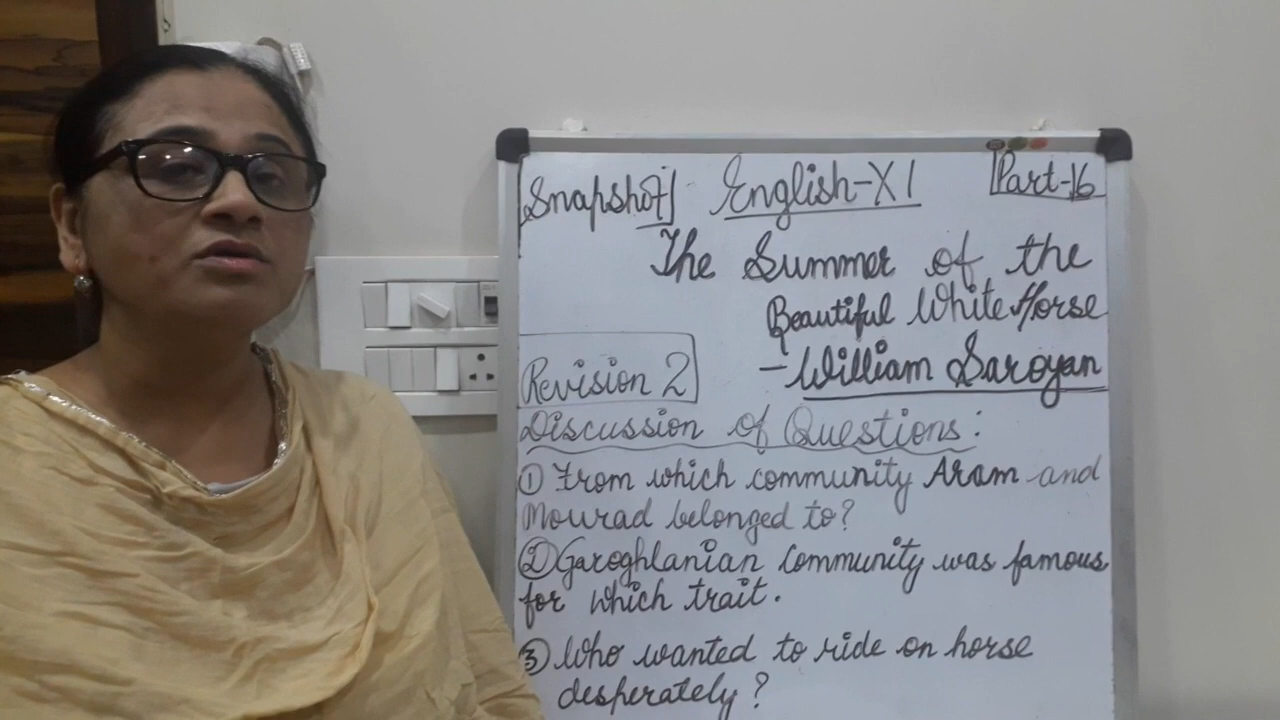 [Snapshot] English-XI Part-16
The Summer of the
Beautiful White Horse
Revision 2 - William Saroyan
Discussion of Questions:
① From which community Aram and
Mourad belonged to?
② Garoghlanian community was famous
for which trait.
③ Who wanted to ride on horse
desperately?